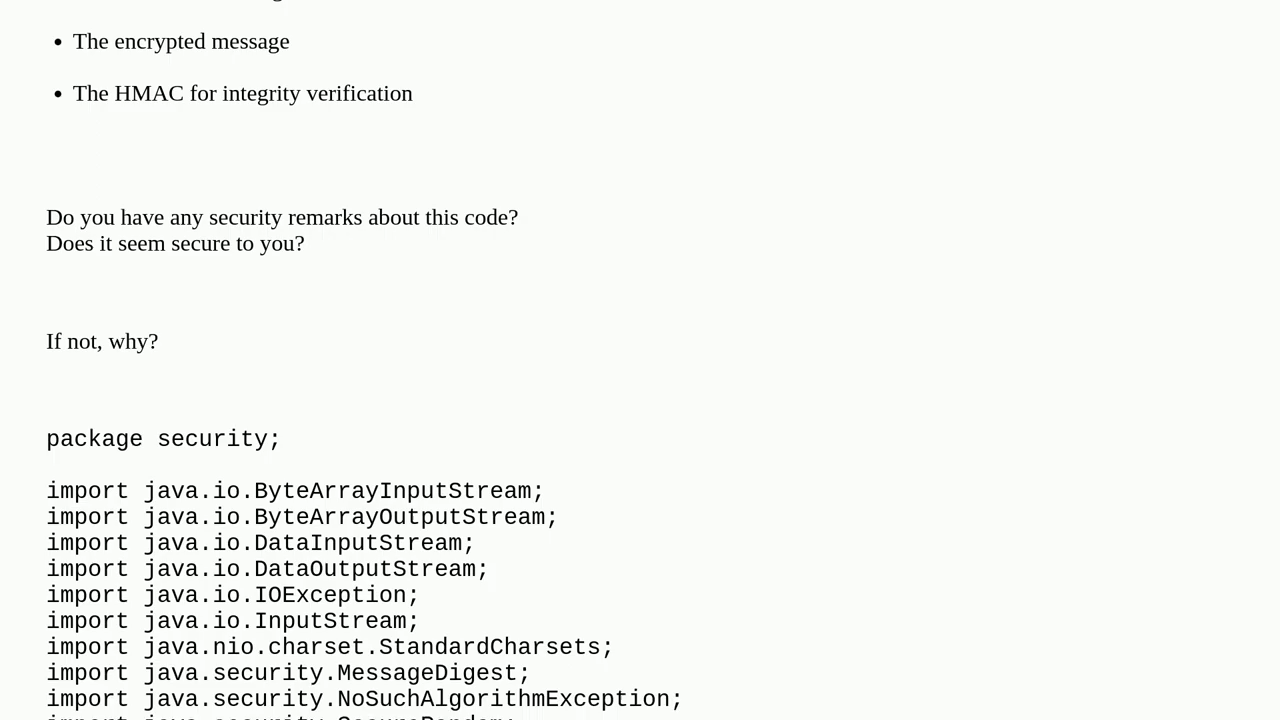 • The encrypted message
• The HMAC for integrity verification
Do you have any security remarks about this code?
Does it seem secure to you?
If not, why?
package security;
import java.io.ByteArrayInputStream;
import java.io.ByteArrayOutputStream;
import java.io.DataInputStream;
import java.io.DataOutputStream;
import java.io.IOException;
import java.io.InputStream;
import java.nio.charset.StandardCharsets;
import java.security.MessageDigest;
import java.security.NoSuchAlgorithmException;